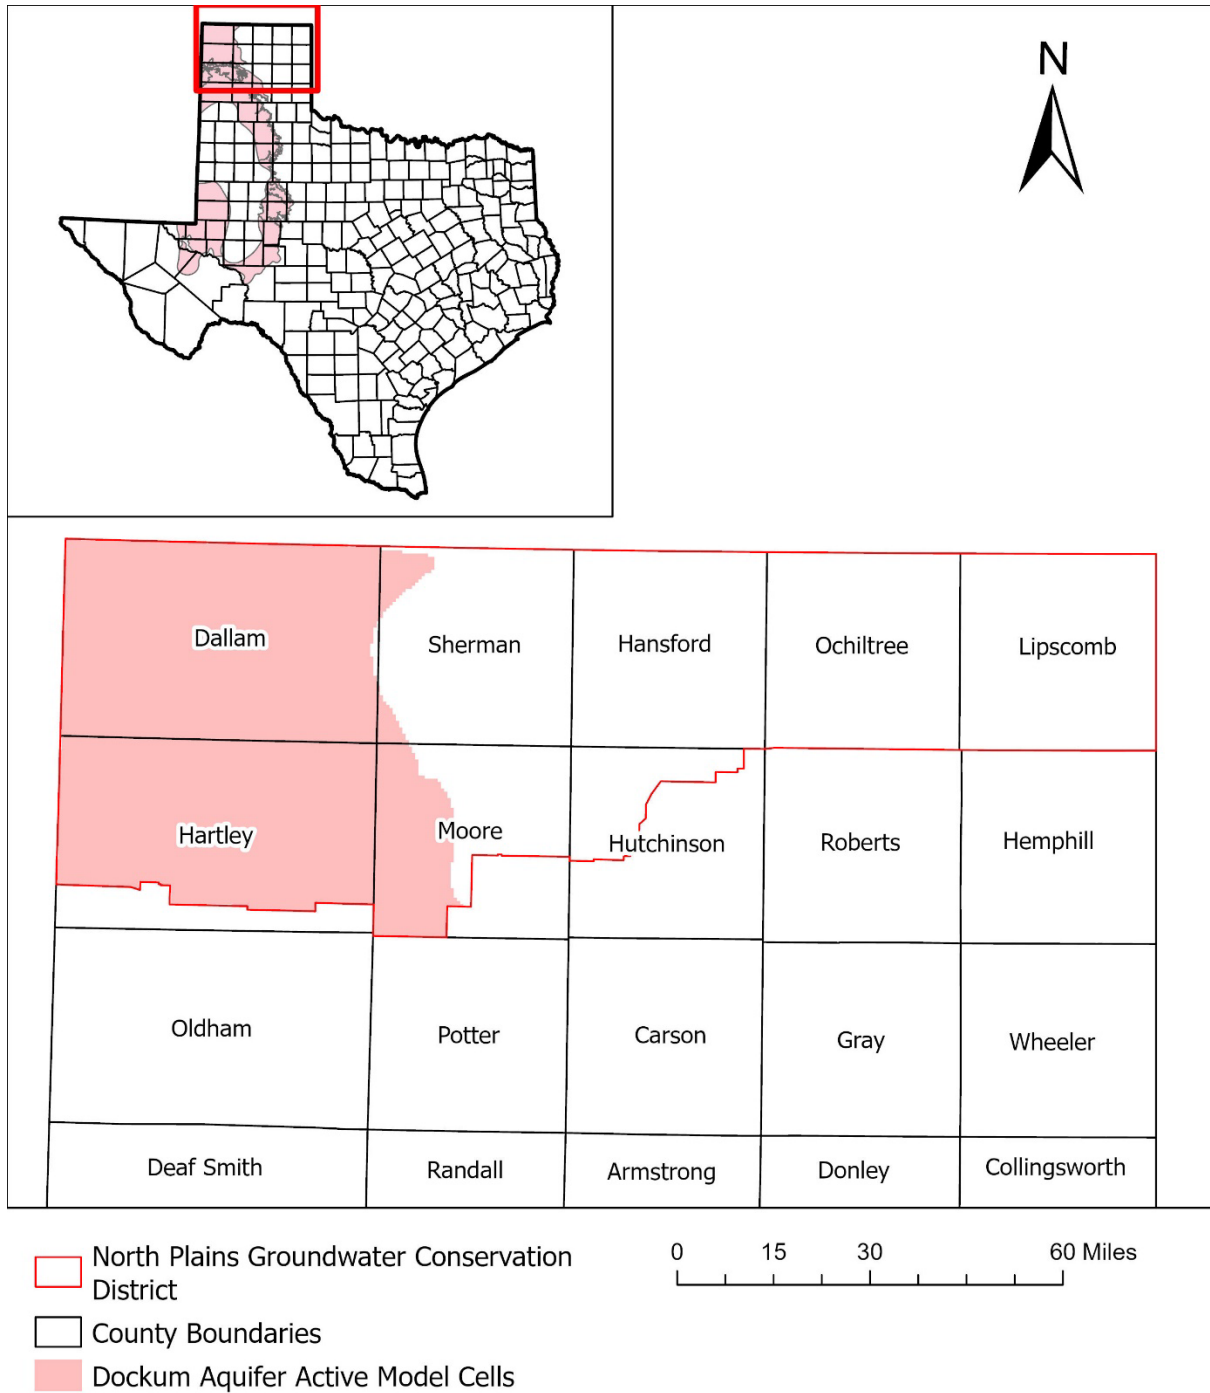 N
Dallam
Sherman
Hansford
Ochiltree
Lipscomb
Hartley
Moore
Hutchinson
Roberts
Hemphill
Oldham
Potter
Carson
Gray
Wheeler
Deaf Smith
Randall
Armstrong
Donley
Collingsworth
North Plains Groundwater Conservation
District
County Boundaries
Dockum Aquifer Active Model Cells
0 15 30 60 Miles